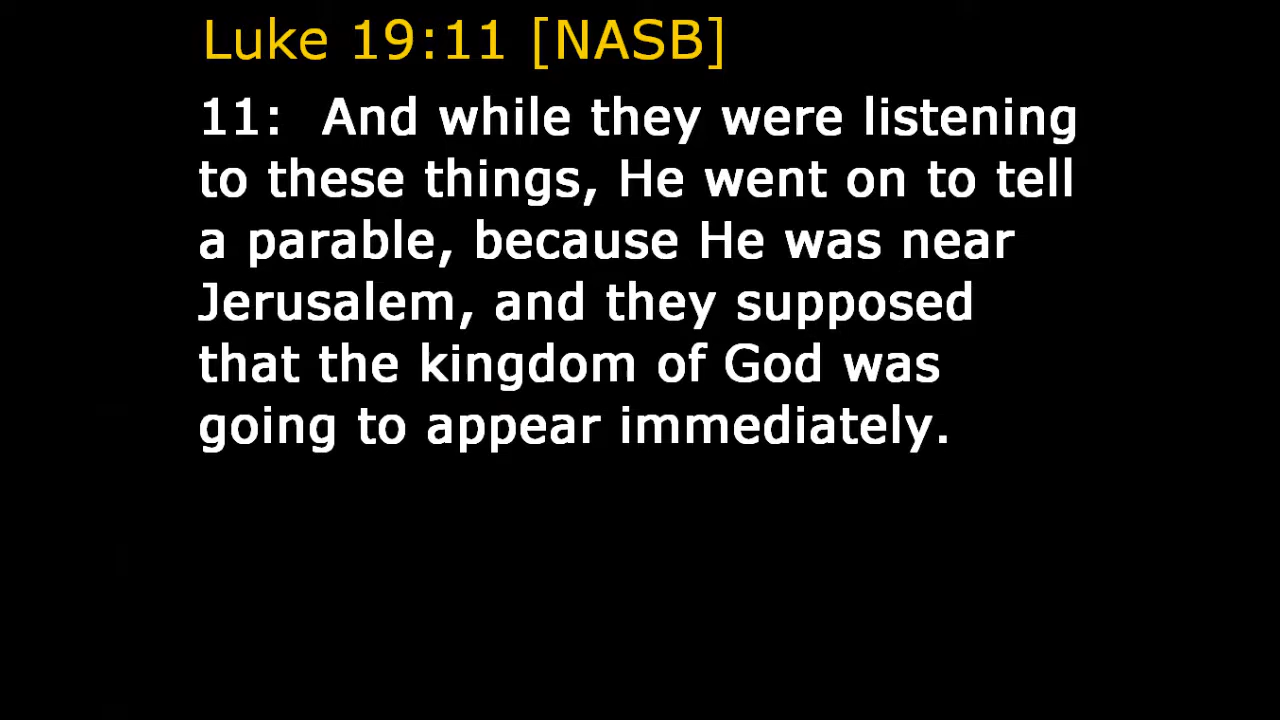 Luke 19:11 [NASB]
11:  And while they were listening
to these things, He went on to tell
a parable, because He was near
Jerusalem, and they supposed
that the kingdom of God was
going to appear immediately.